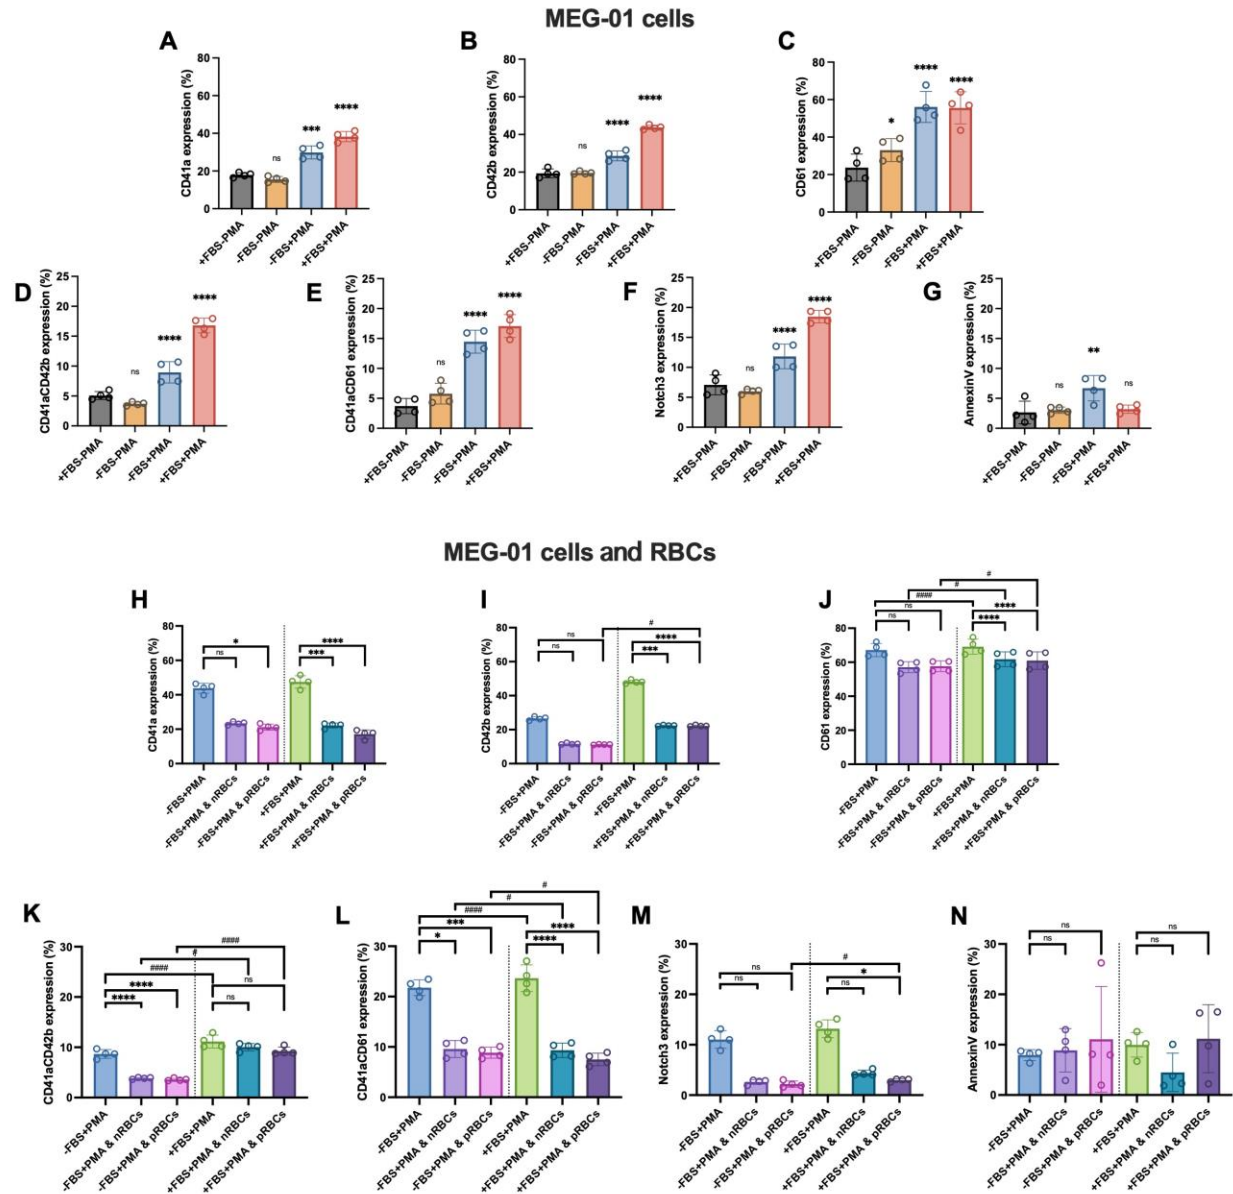 MEG-01 cells
A
CD41a expression (%)
80
60
40
20
0
ns
***
****
+FBS-PMA
-FBS-PMA
-FBS+PMA
+FBS+PMA
B
CD42b expression (%)
80
60
40
20
0
ns
****
****
+FBS-PMA
-FBS-PMA
-FBS+PMA
+FBS+PMA
C
CD61 expression (%)
80
60
40
20
0
*
****
****
+FBS-PMA
-FBS-PMA
-FBS+PMA
+FBS+PMA
D
CD41aCD42b expression (%)
25
20
15
10
5
0
ns
****
****
+FBS-PMA
-FBS-PMA
-FBS+PMA
+FBS+PMA
E
CD41aCD61 expression (%)
25
20
15
10
5
0
ns
****
****
+FBS-PMA
-FBS-PMA
-FBS+PMA
+FBS+PMA
F
Notch3 expression (%)
25
20
15
10
5
0
ns
****
****
+FBS-PMA
-FBS-PMA
-FBS+PMA
+FBS+PMA
G
AnnexinV expression (%)
25
20
15
10
5
0
ns
**
ns
+FBS-PMA
-FBS-PMA
-FBS+PMA
+FBS+PMA
MEG-01 cells and RBCs
H
CD41a expression (%)
80
60
40
20
0
*
ns
****
***
-FBS+PMA
-FBS+PMA & nRBCs
-FBS+PMA & pRBCs
+FBS+PMA
+FBS+PMA & nRBCs
+FBS+PMA & pRBCs
I
CD42b expression (%)
80
60
40
20
0
#
ns
ns
****
***
-FBS+PMA
-FBS+PMA & nRBCs
-FBS+PMA & pRBCs
+FBS+PMA
+FBS+PMA & nRBCs
+FBS+PMA & pRBCs
J
CD61 expression (%)
80
60
40
20
0
#
#
####
ns
ns
****
****
-FBS+PMA
-FBS+PMA & nRBCs
-FBS+PMA & pRBCs
+FBS+PMA
+FBS+PMA & nRBCs
+FBS+PMA & pRBCs
K
CD41aCD42b expression (%)
30
20
10
0
####
#
####
****
****
ns
ns
-FBS+PMA
-FBS+PMA & nRBCs
-FBS+PMA & pRBCs
+FBS+PMA
+FBS+PMA & nRBCs
+FBS+PMA & pRBCs
L
CD41aCD61 expression (%)
30
20
10
0
#
#
####
***
*
****
****
-FBS+PMA
-FBS+PMA & nRBCs
-FBS+PMA & pRBCs
+FBS+PMA
+FBS+PMA & nRBCs
+FBS+PMA & pRBCs
M
Notch3 expression (%)
30
20
10
0
#
ns
ns
*
ns
-FBS+PMA
-FBS+PMA & nRBCs
-FBS+PMA & pRBCs
+FBS+PMA
+FBS+PMA & nRBCs
+FBS+PMA & pRBCs
N
AnnexinV expression (%)
30
20
10
0
ns
ns
ns
ns
-FBS+PMA
-FBS+PMA & nRBCs
-FBS+PMA & pRBCs
+FBS+PMA
+FBS+PMA & nRBCs
+FBS+PMA & pRBCs